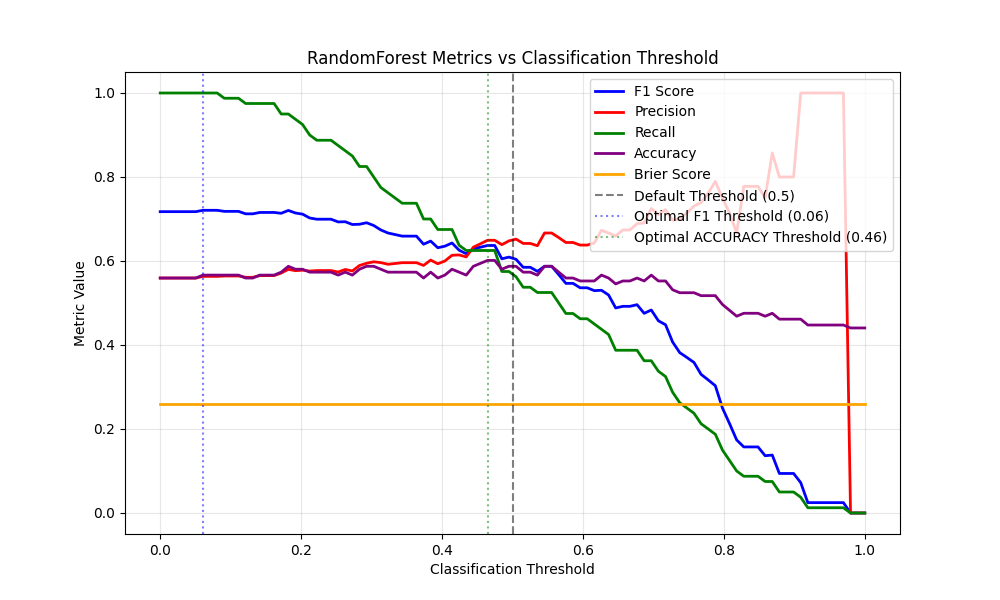 RandomForest Metrics vs Classification Threshold
1.0
0.8
0.6
0.4
0.2
0.0
Metric Value
F1 Score
Precision
Recall
Accuracy
Brier Score
Default Threshold (0.5)
Optimal F1 Threshold (0.06)
Optimal ACCURACY Threshold (0.46)
0.0 0.2 0.4 0.6 0.8 1.0
Classification Threshold